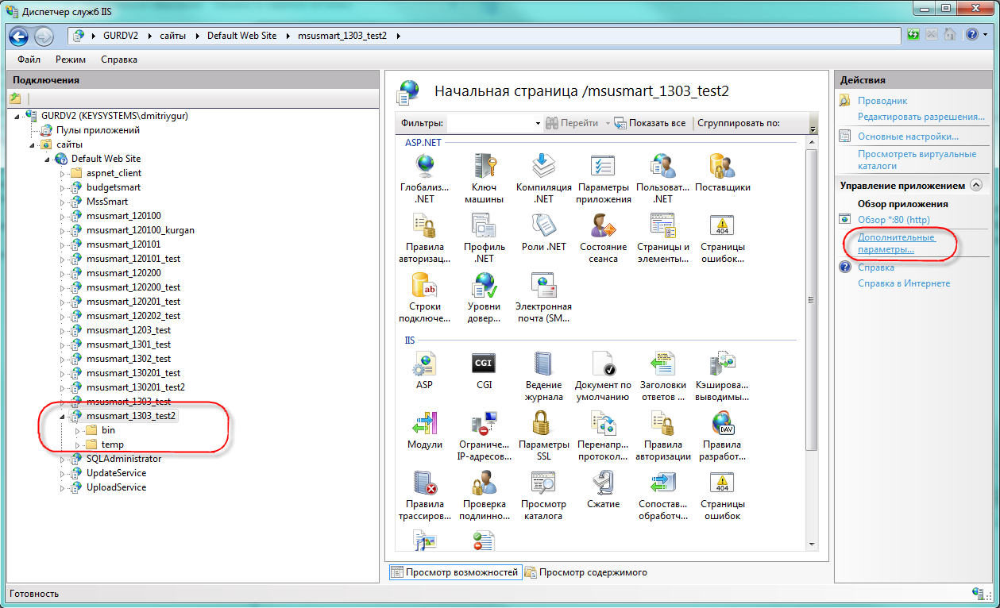 Диспетчер служб IIS
GURDV2 сайты Default Web Site msusmart_1303_test2
Файл Режим Справка
Подключения
GURDV2 (KEYSYSTEMS\dmitriygur)
Пулы приложений
сайты
Default Web Site
aspnet_client
budgetsmart
MssSmart
msusmart_120100
msusmart_120100_kurgan
msusmart_120101
msusmart_120101_test
msusmart_120200
msusmart_120200_test
msusmart_120201_test
msusmart_120202_test
msusmart_1203_test
msusmart_1301_test
msusmart_1302_test
msusmart_130201_test
msusmart_130201_test2
msusmart_1303_test
msusmart_1303_test2
bin
temp
SQLAdministrator
UpdateService
UploadService
Начальная страница /msusmart_1303_test2
Фильтры: Перейти Показать все Сгруппировать по:
ASP.NET
Глобализ... Ключ Компиляция Параметры Пользоват... Поставщики
.NET машины .NET приложения .NET
Правила Профиль Роли .NET Состояние Страницы и Страницы
авторизац... .NET сеанса элементы... ошибок...
404
Строки Уровни Электронная
подключе... довер... почта (SM...
ab
IIS
CGI
ASP CGI Ведение Документ по Заголовки Кэширова...
журнала умолчанию ответов ... выводимы...
DAV
Модули Ограниче... Параметры Перенапр... Правила Правила
IP-адресов... SSL протокол... авторизации разработ...
404
Правила Проверка Просмотр Сжатие Сопостав... Страницы
трассиров... подлинно... каталога обработч... ошибок
Просмотр возможностей Просмотр содержимого
Действия
Проводник
Редактировать разрешения...
Основные настройки...
Просмотреть виртуальные
каталоги
Управление приложением
Обзор приложения
Обзор *:80 (http)
Дополнительные
параметры...
Справка
Справка в Интернете
Готовность